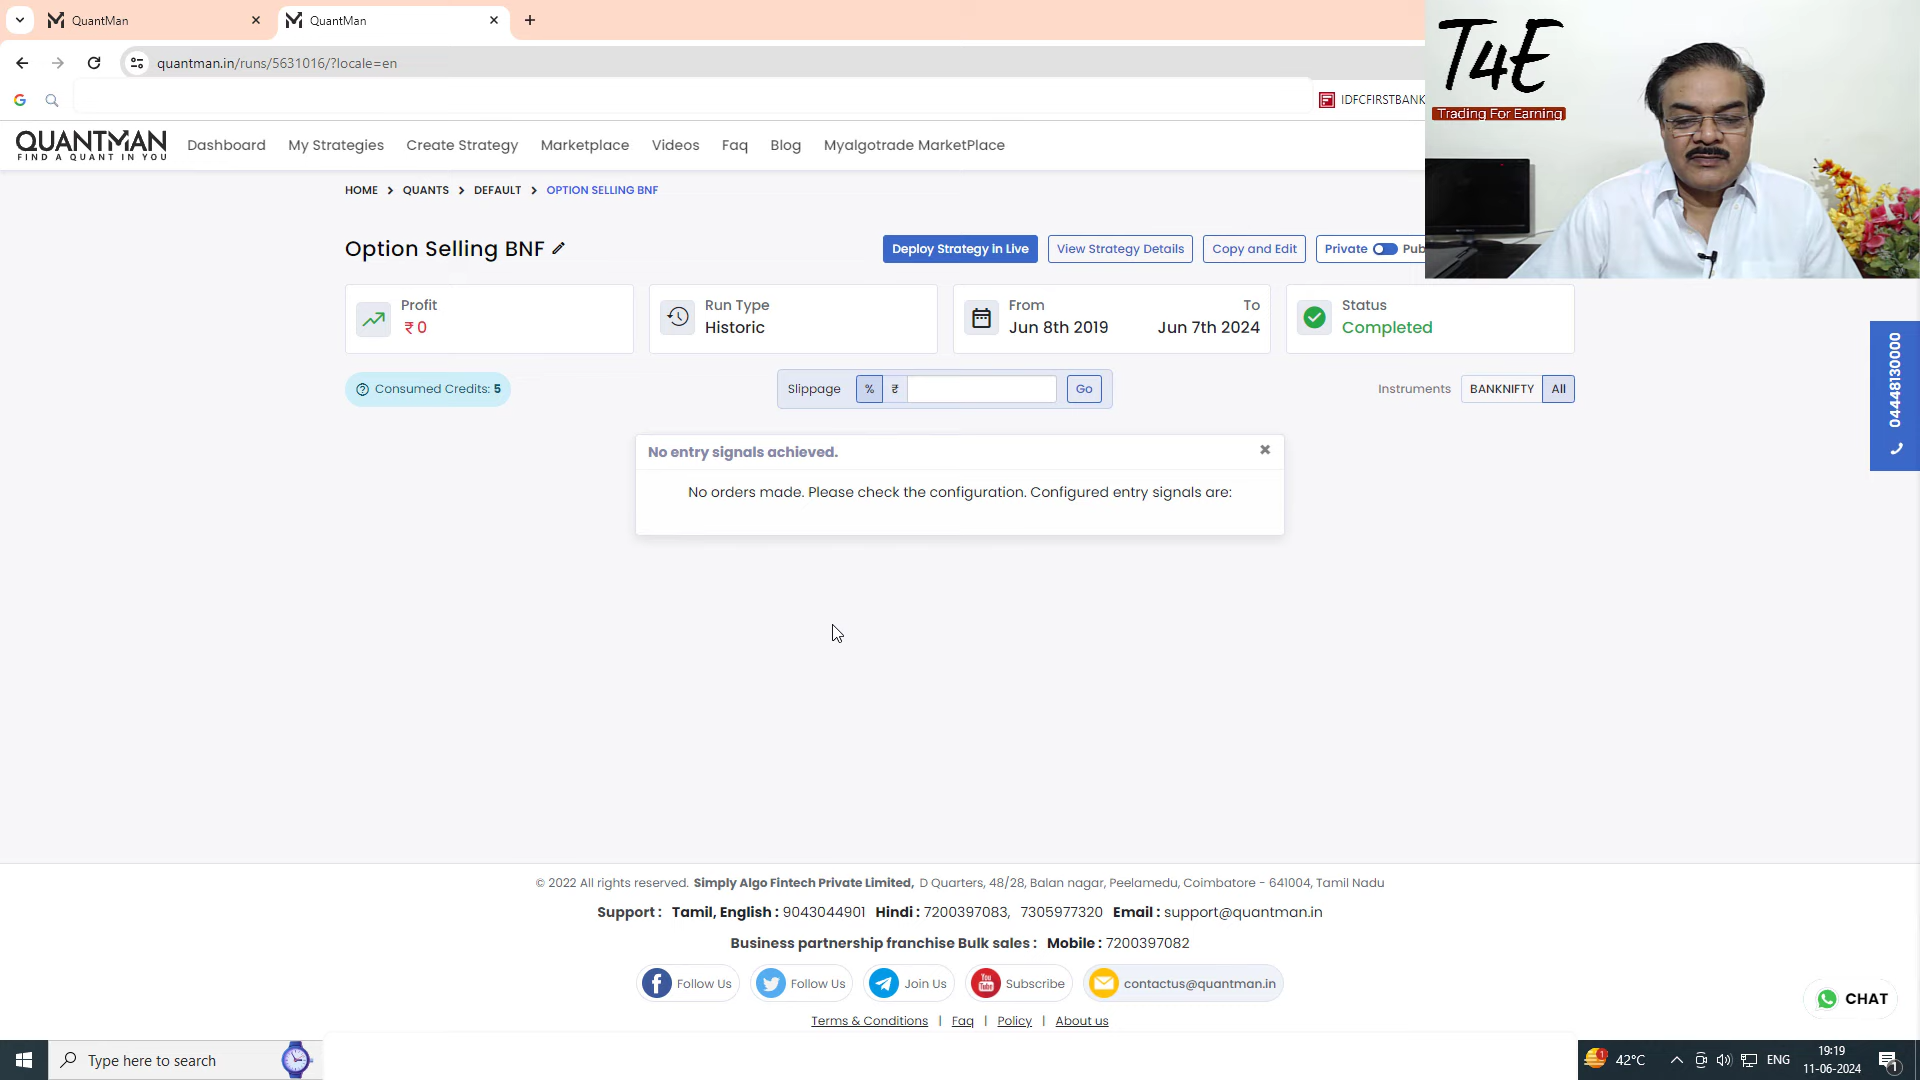 QuantMan
QuantMan
quantman.in/runs/5631016/?locale=en
IDFCFIRSTBANK
T4E
Trading For Earning
QUANTMAN
FIND A QUANT IN YOU
Dashboard
My Strategies
Create Strategy
Marketplace
Videos
Faq
Blog
Myalgotrade MarketPlace
HOME > QUANTS > DEFAULT > OPTION SELLING BNF
Option Selling BNF
Deploy Strategy in Live
View Strategy Details
Copy and Edit
Private
Pub
Profit
₹ 0
Run Type
Historic
From
To
Jun 8th 2019
Jun 7th 2024
Status
Completed
Consumed Credits: 5
Slippage
%
₹
Go
Instruments
BANKNIFTY
All
04448130000
No entry signals achieved.
No orders made. Please check the configuration. Configured entry signals are:
© 2022 All rights reserved. Simply Algo Fintech Private Limited, D Quarters, 48/28, Balan nagar, Peelamedu, Coimbatore - 641004, Tamil Nadu
Support : Tamil, English : 9043044901 Hindi : 7200397083, 7305977320 Email : support@quantman.in
Business partnership franchise Bulk sales : Mobile : 7200397082
Follow Us
Follow Us
Join Us
You Tube
Subscribe
contactus@quantman.in
CHAT
Terms & Conditions | Faq | Policy | About us
Type here to search
1
42°C
ENG
19:19
11-06-2024
1